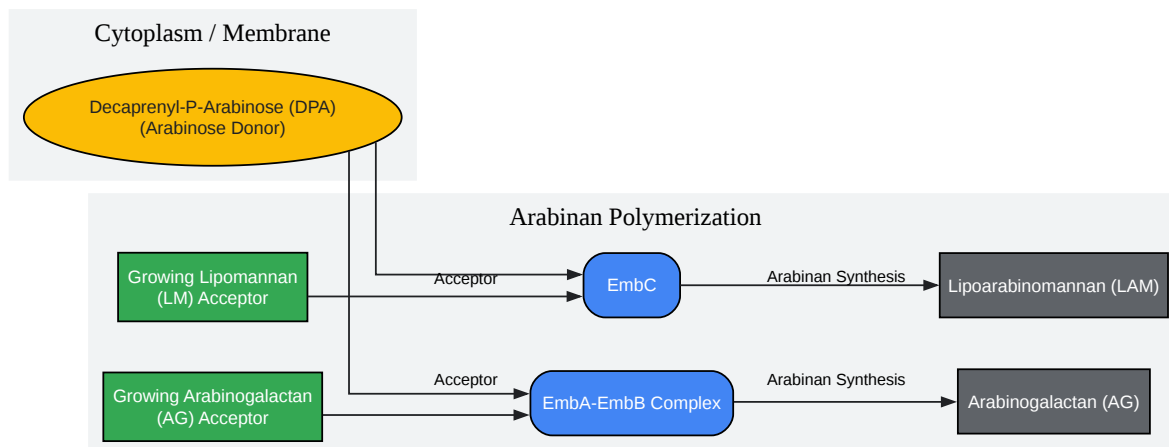 Cytoplasm / Membrane
Decaprenyl-P-Arabinose (DPA)
(Arabinose Donor)
Arabinan Polymerization
Growing Lipomannan
(LM) Acceptor
Acceptor
EmbC
Arabinan Synthesis
Lipoarabinomannan (LAM)
Growing Arabinogalactan
(AG) Acceptor
Acceptor
EmbA-EmbB Complex
Arabinan Synthesis
Arabinogalactan (AG)